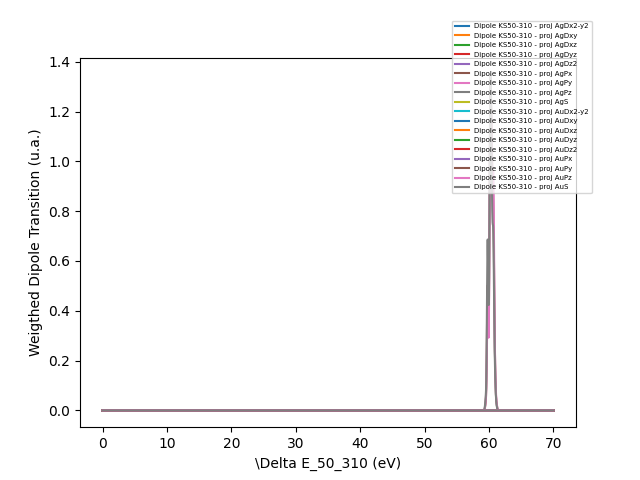 Dipole KS50-310 - proj AgDx2-y2
Dipole KS50-310 - proj AgDxy
Dipole KS50-310 - proj AgDxz
Dipole KS50-310 - proj AgDyz
Dipole KS50-310 - proj AgDz2
Dipole KS50-310 - proj AgPx
Dipole KS50-310 - proj AgPy
Dipole KS50-310 - proj AgPz
Dipole KS50-310 - proj AgS
Dipole KS50-310 - proj AuDx2-y2
Dipole KS50-310 - proj AuDxy
Dipole KS50-310 - proj AuDxz
Dipole KS50-310 - proj AuDyz
Dipole KS50-310 - proj AuDz2
Dipole KS50-310 - proj AuPx
Dipole KS50-310 - proj AuPy
Dipole KS50-310 - proj AuPz
Dipole KS50-310 - proj AuS
Weigthed Dipole Transition (u.a.)
1.4
1.2
1.0
0.8
0.6
0.4
0.2
0.0
0 10 20 30 40 50 60 70
\Delta E_50_310 (eV)